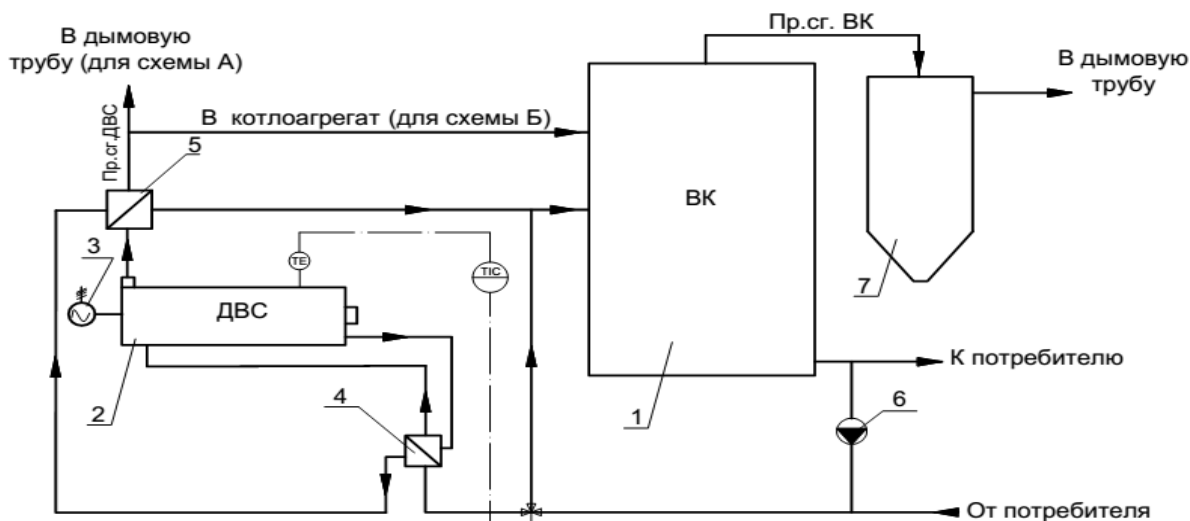 В дымовую
трубу (для схемы А)
Пр.сг. ВК
В дымовую
трубу
Пр.сг.ДВС
В котлоагрегат (для схемы Б)
5
ВК
3
TE
TIC
7
ДВС
К потребителю
2
4
1
6
От потребителя